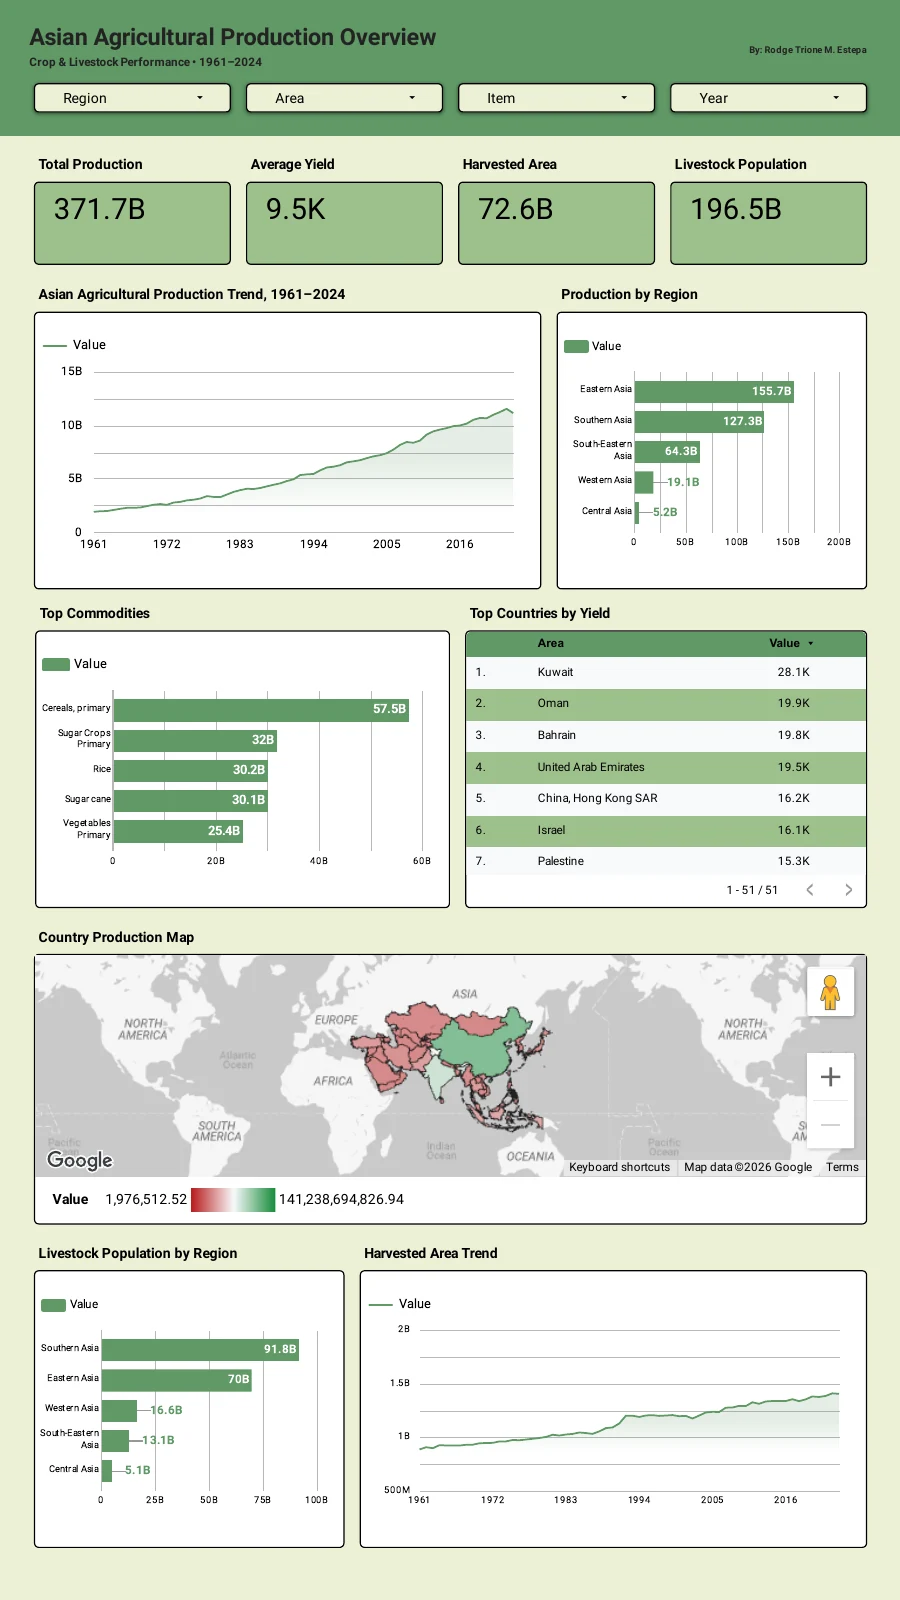 Asian Agricultural Production Overview
Crop & Livestock Performance • 1961–2024
By: Rodge Trione M. Estepa
Region
Area
Item
Year
Total Production
Average Yield
Harvested Area
Livestock Population
371.7B
9.5K
72.6B
196.5B
Asian Agricultural Production Trend, 1961–2024
Value
15B
10B
5B
0
1961 1972 1983 1994 2005 2016
Production by Region
Value
Eastern Asia 155.7B
Southern Asia 127.3B
South-Eastern
Asia 64.3B
Western Asia 19.1B
Central Asia 5.2B
0 50B 100B 150B 200B
Top Commodities
Value
Cereals, primary 57.5B
Sugar Crops
Primary 32B
Rice 30.2B
Sugar cane 30.1B
Vegetables
Primary 25.4B
0 20B 40B 60B
Top Countries by Yield
Area Value
1. Kuwait 28.1K
2. Oman 19.9K
3. Bahrain 19.8K
4. United Arab Emirates 19.5K
5. China, Hong Kong SAR 16.2K
6. Israel 16.1K
7. Palestine 15.3K
1 - 51 / 51
Country Production Map
ASIA
NORTH
AMERICA
EUROPE
NORTH
AMERICA
Atlantic
Ocean
AFRICA
SOUTH
AMERICA
SA
AM
Pacific
Ocean
Indian
Ocean
OCEANIA
Pacific
Ocean
Google
Keyboard shortcuts
Map data ©2026 Google
Terms
Value 1,976,512.52 141,238,694,826.94
Livestock Population by Region
Value
Southern Asia 91.8B
Eastern Asia 70B
Western Asia 16.6B
South-Eastern
Asia 13.1B
Central Asia 5.1B
0 25B 50B 75B 100B
Harvested Area Trend
Value
2B
1.5B
1B
500M
1961 1972 1983 1994 2005 2016